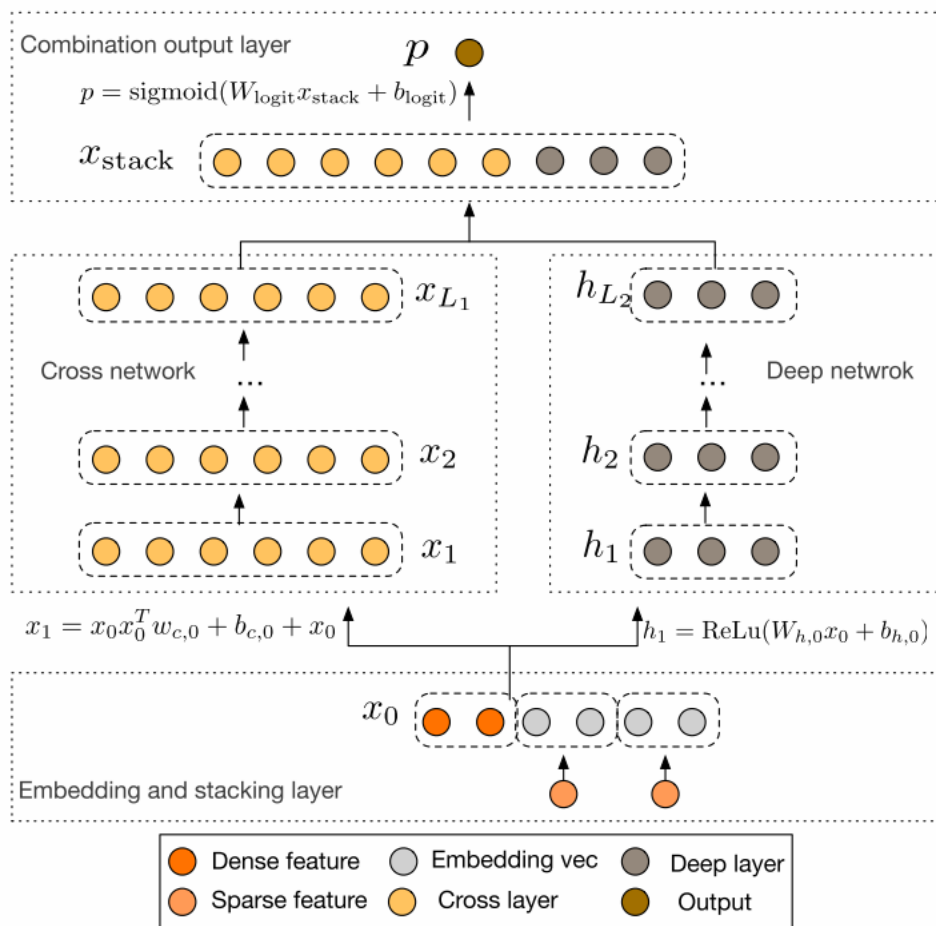 Combination output layer
p
p = sigmoid(W_logit x_stack + b_logit)
x_stack
x_{L_1}
h_{L_2}
Cross network
...
...
Deep netwrok
x_2
h_2
x_1
h_1
x_1 = x_0 x_0^T w_{c,0} + b_{c,0} + x_0
h_1 = ReLu(W_{h,0} x_0 + b_{h,0})
x_0
Embedding and stacking layer
Dense feature Embedding vec Deep layer
Sparse feature Cross layer Output